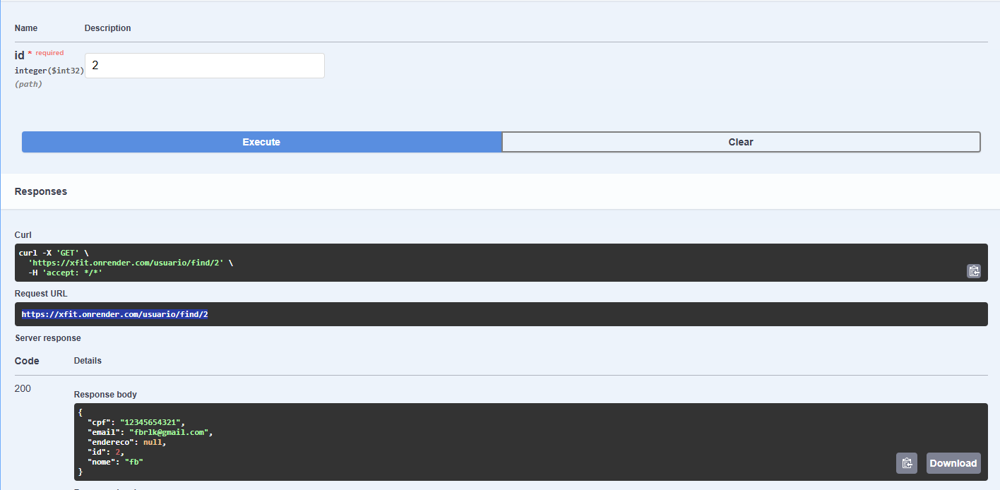 Name Description
id * required
integer($int32)
(path)
2
Execute Clear
Responses
Curl
curl -X 'GET' \
  'https://xfit.onrender.com/usuario/find/2' \
  -H 'accept: */*'
Request URL
https://xfit.onrender.com/usuario/find/2
Server response
Code Details
200
Response body
{
  "cpf": "12345654321",
  "email": "fbrlk@gmail.com",
  "endereco": null,
  "id": 2,
  "nome": "fb"
}
Download